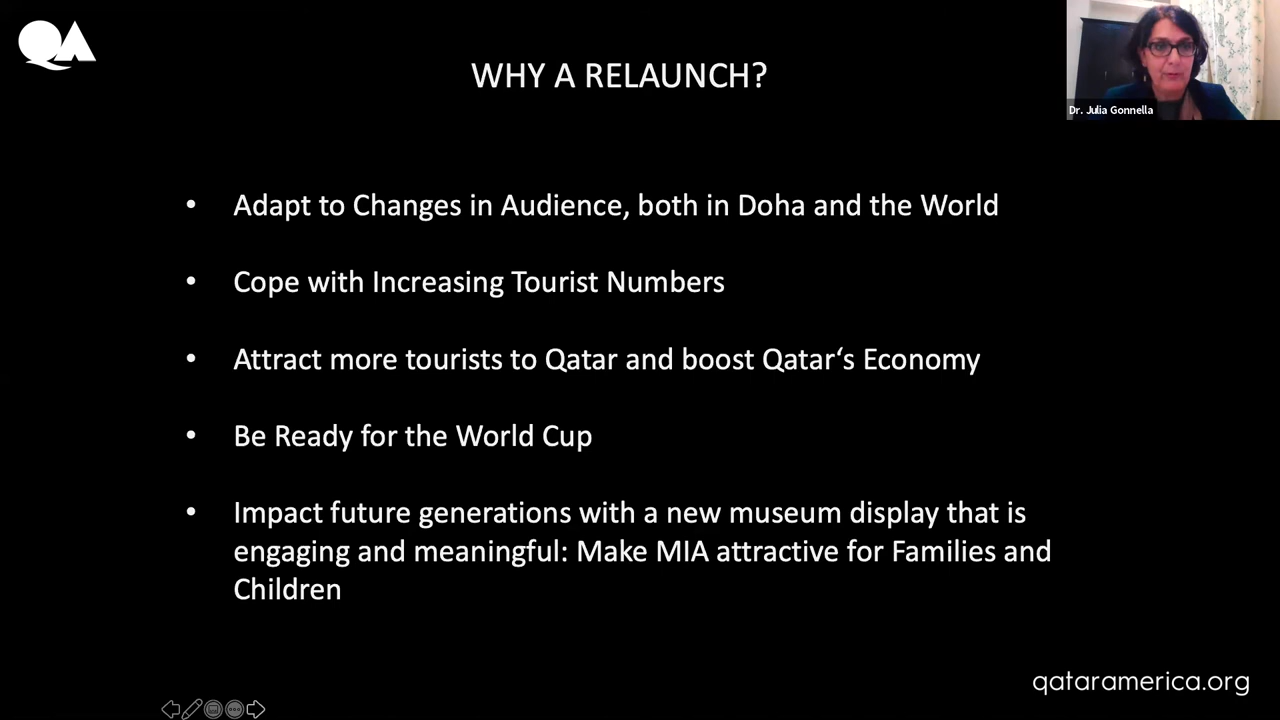 QA
WHY A RELAUNCH?
Dr. Julia Gonnella
• Adapt to Changes in Audience, both in Doha and the World
• Cope with Increasing Tourist Numbers
• Attract more tourists to Qatar and boost Qatar‘s Economy
• Be Ready for the World Cup
• Impact future generations with a new museum display that is
engaging and meaningful: Make MIA attractive for Families and
Children
qataramerica.org